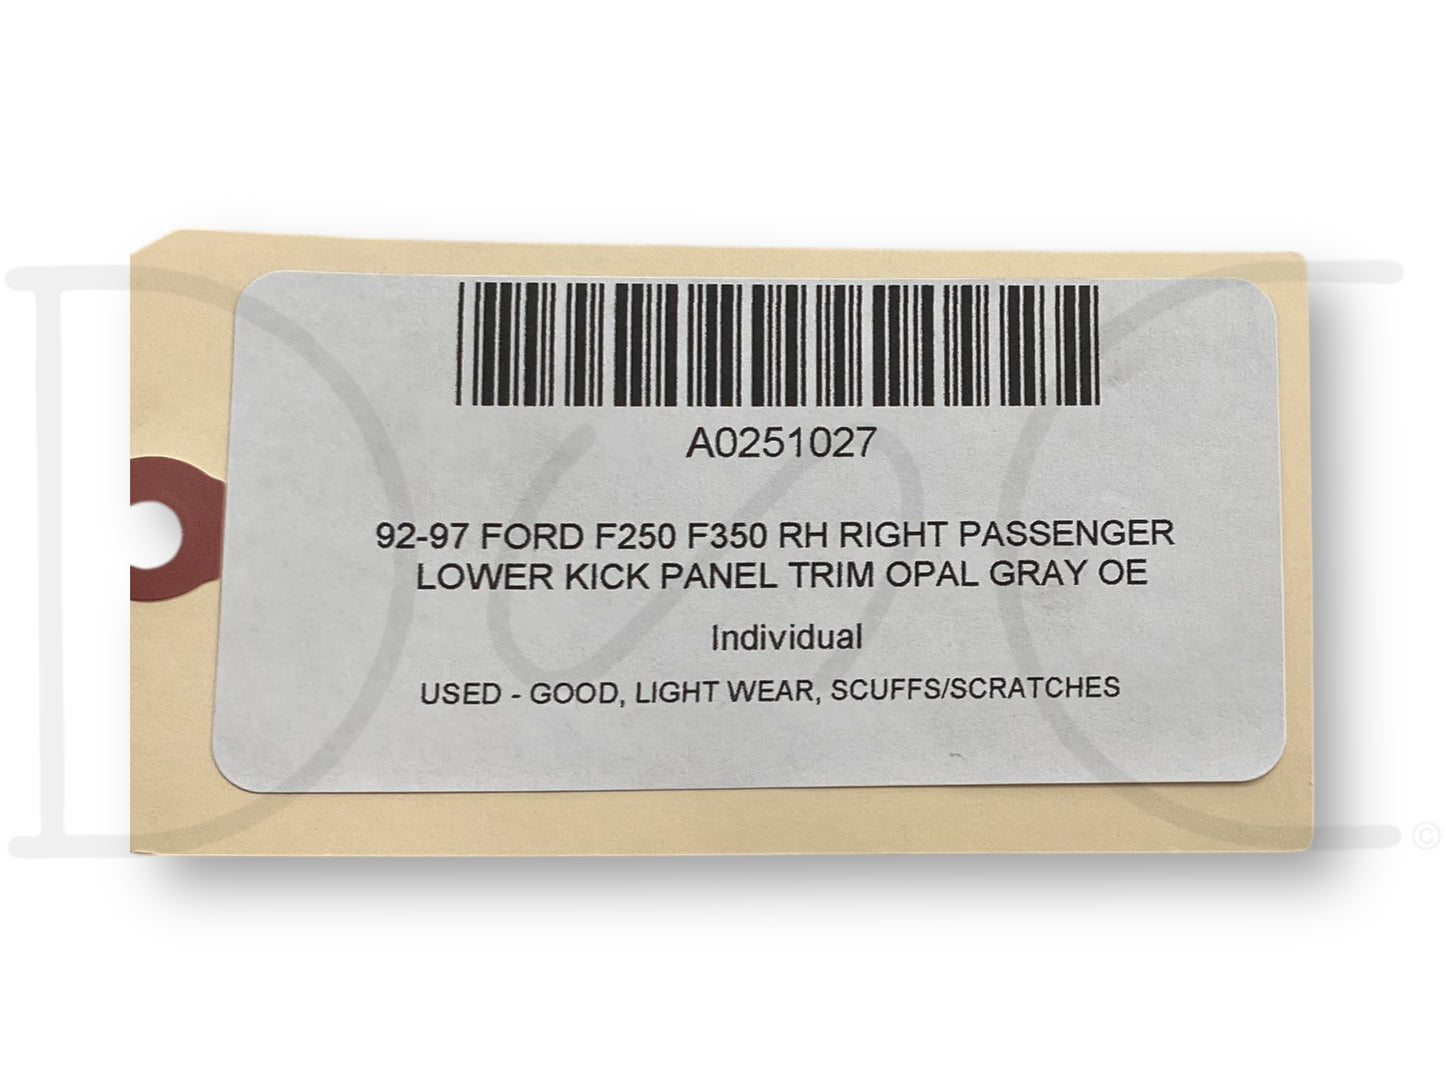 A0251027
92-97 FORD F250 F350 RH RIGHT PASSENGER
LOWER KICK PANEL TRIM OPAL GRAY OE
Individual
USED - GOOD, LIGHT WEAR, SCUFFS/SCRATCHES
©